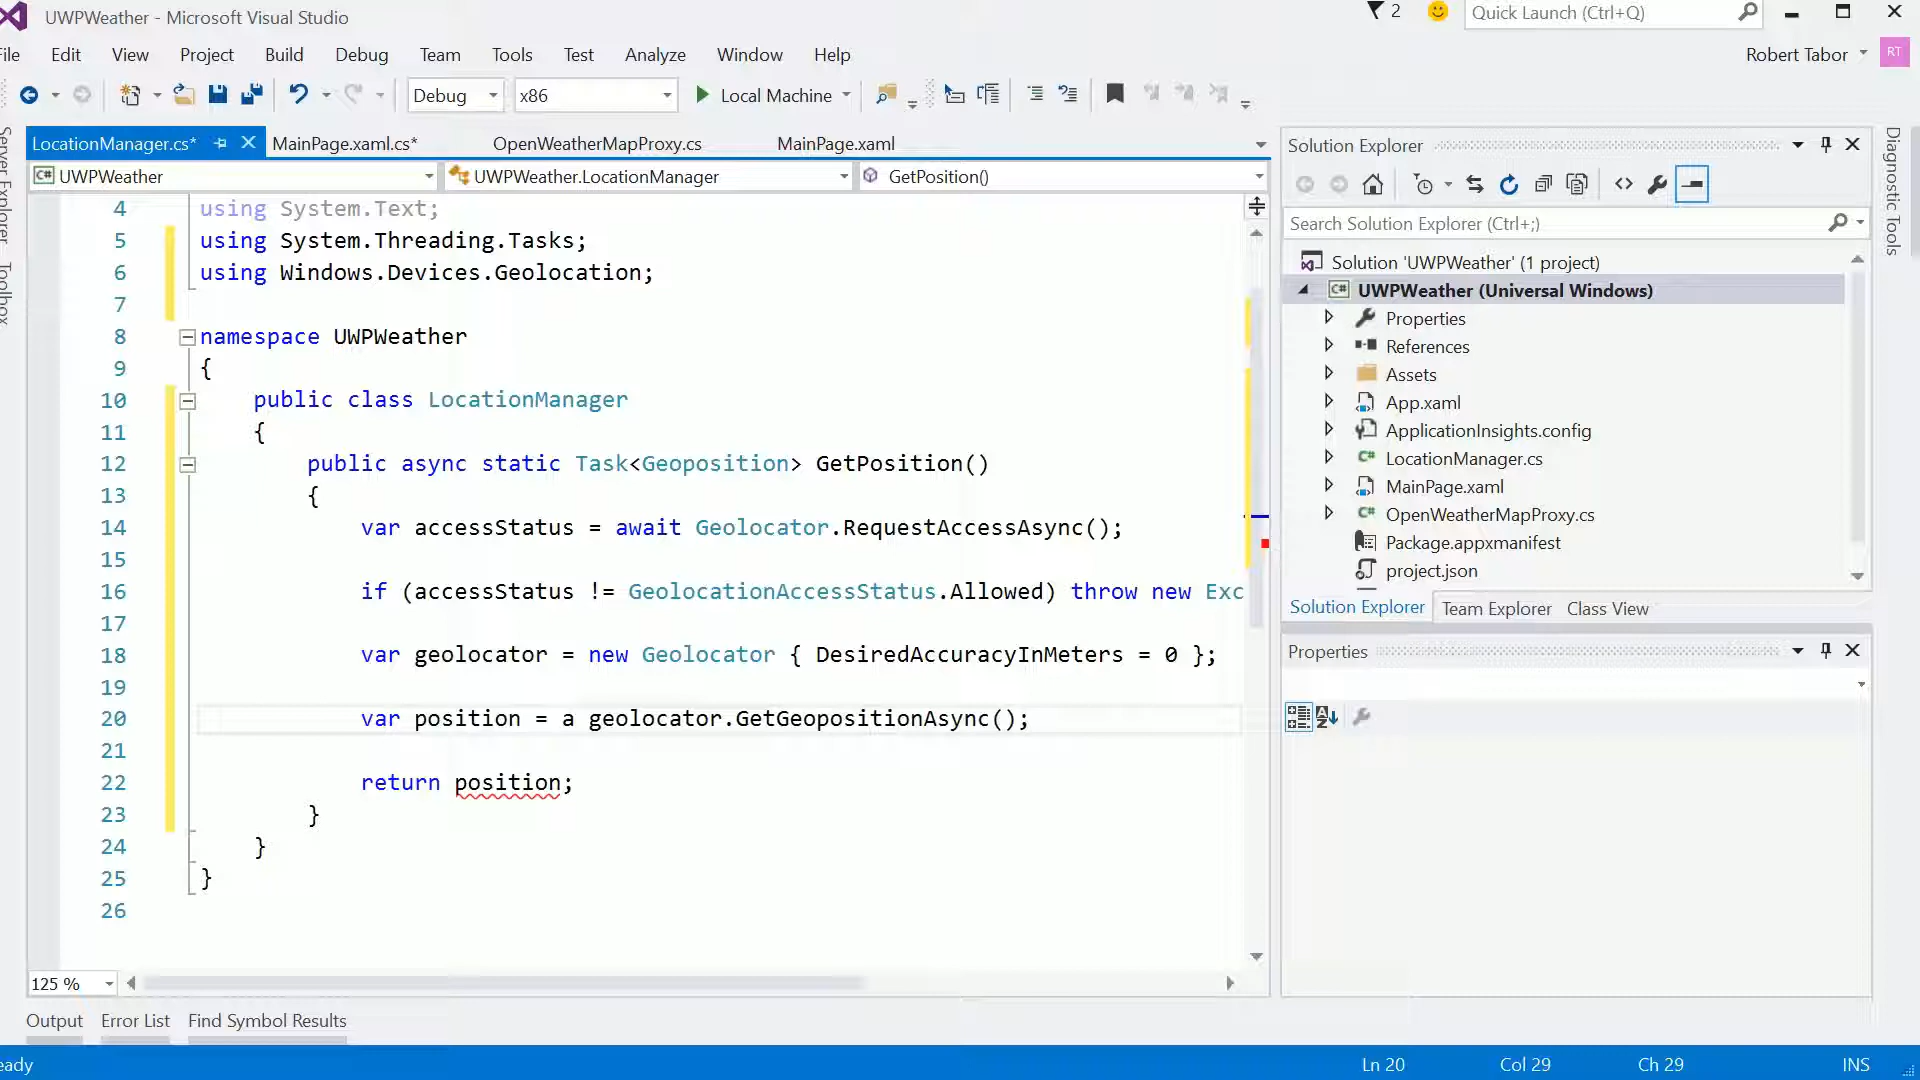 UWPWeather - Microsoft Visual Studio
2
Quick Launch (Ctrl+Q)
File Edit View Project Build Debug Team Tools Test Analyze Window Help
Robert Tabor
RT
Debug
x86
Local Machine
Server Explorer
Toolbox
LocationManager.cs*
MainPage.xaml.cs*
OpenWeatherMapProxy.cs
MainPage.xaml
C# UWPWeather
UWPWeather.LocationManager
GetPosition()
4 using System.Text;
5 using System.Threading.Tasks;
6 using Windows.Devices.Geolocation;
7
8 namespace UWPWeather
9 {
10 public class LocationManager
11 {
12 public async static Task<Geoposition> GetPosition()
13 {
14 var accessStatus = await Geolocator.RequestAccessAsync();
15
16 if (accessStatus != GeolocationAccessStatus.Allowed) throw new Exc
17
18 var geolocator = new Geolocator { DesiredAccuracyInMeters = 0 };
19
20 var position = a geolocator.GetGeopositionAsync();
21
22 return position;
23 }
24 }
25 }
26
125 %
Solution Explorer
Search Solution Explorer (Ctrl+;)
Solution 'UWPWeather' (1 project)
C# UWPWeather (Universal Windows)
Properties
References
Assets
App.xaml
ApplicationInsights.config
C# LocationManager.cs
MainPage.xaml
C# OpenWeatherMapProxy.cs
Package.appxmanifest
project.json
Solution Explorer Team Explorer Class View
Properties
Diagnostic Tools
Output Error List Find Symbol Results
eady
Ln 20 Col 29 Ch 29 INS